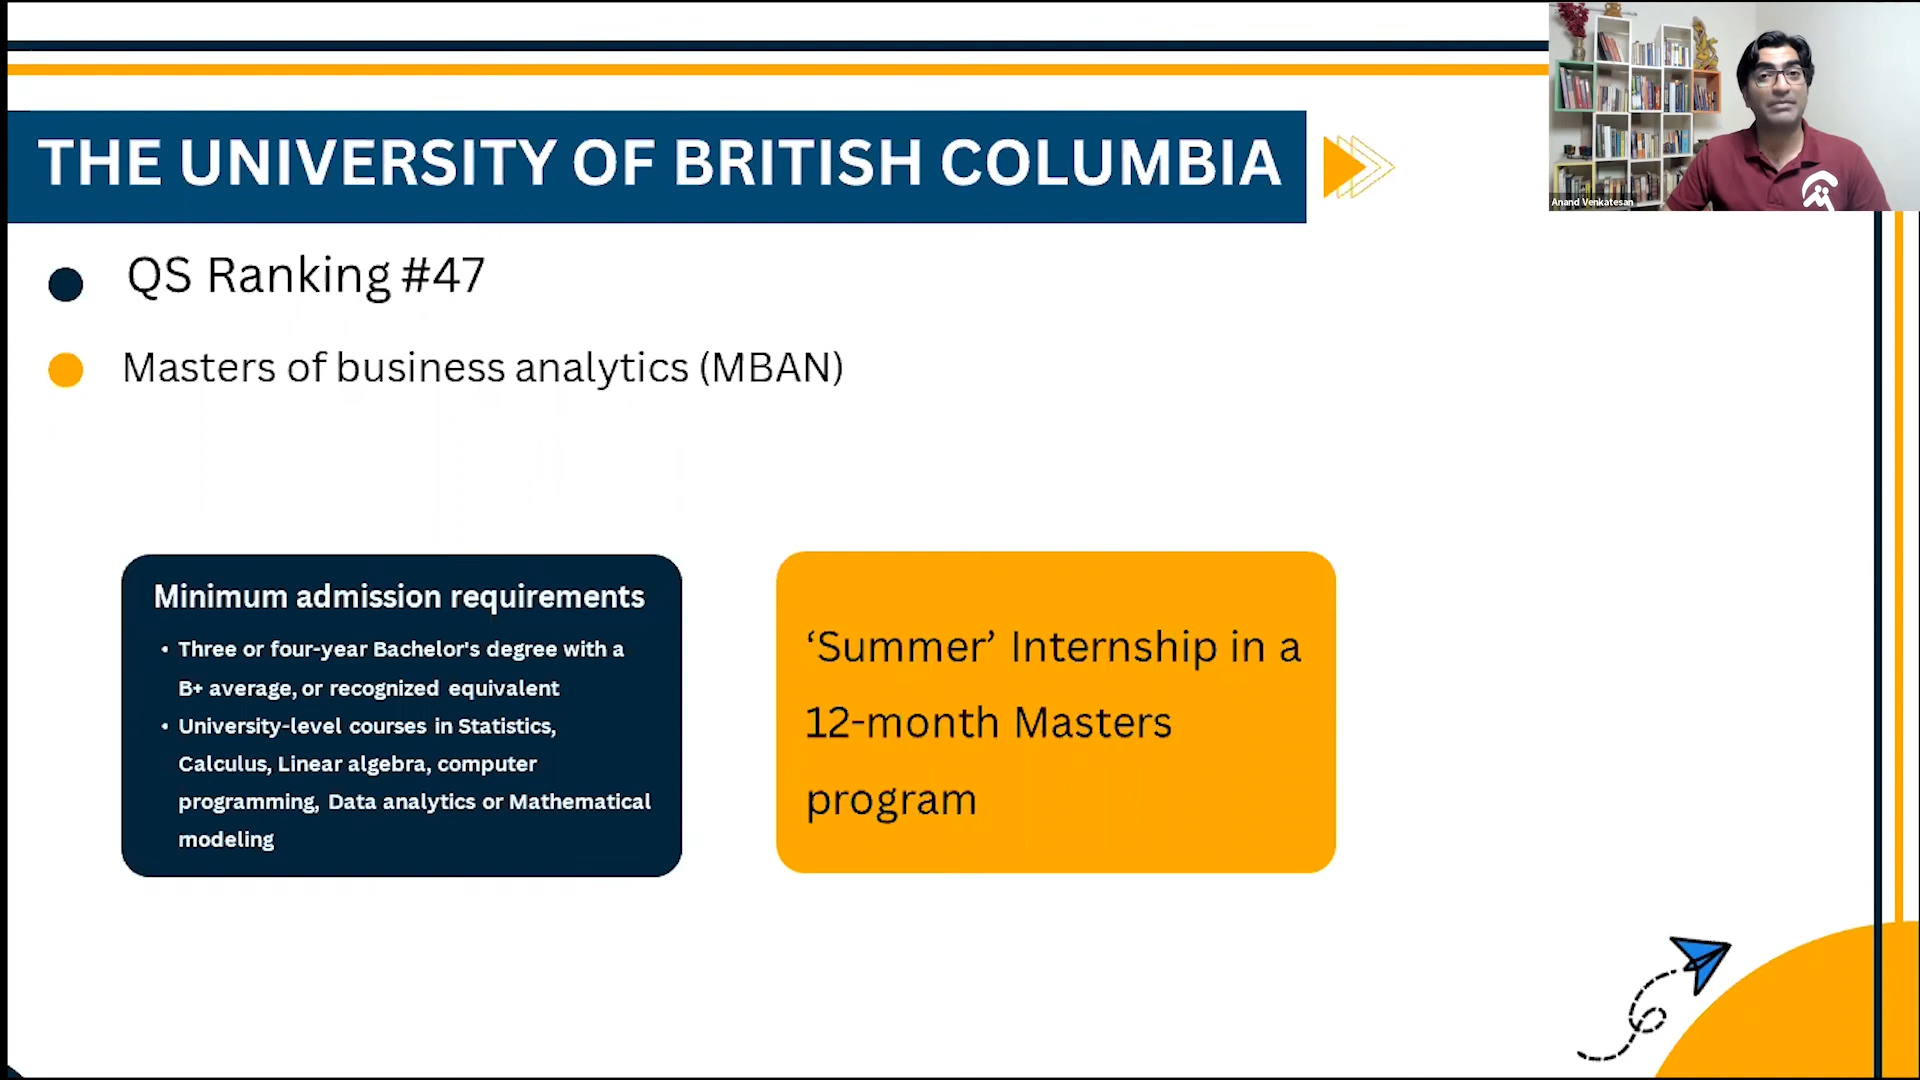 THE UNIVERSITY OF BRITISH COLUMBIA
Anand Venkatesan
QS Ranking #47
Masters of business analytics (MBAN)
Minimum admission requirements
• Three or four-year Bachelor's degree with a
B+ average, or recognized equivalent
• University-level courses in Statistics,
Calculus, Linear algebra, computer
programming, Data analytics or Mathematical
modeling
‘Summer’ Internship in a
12-month Masters
program